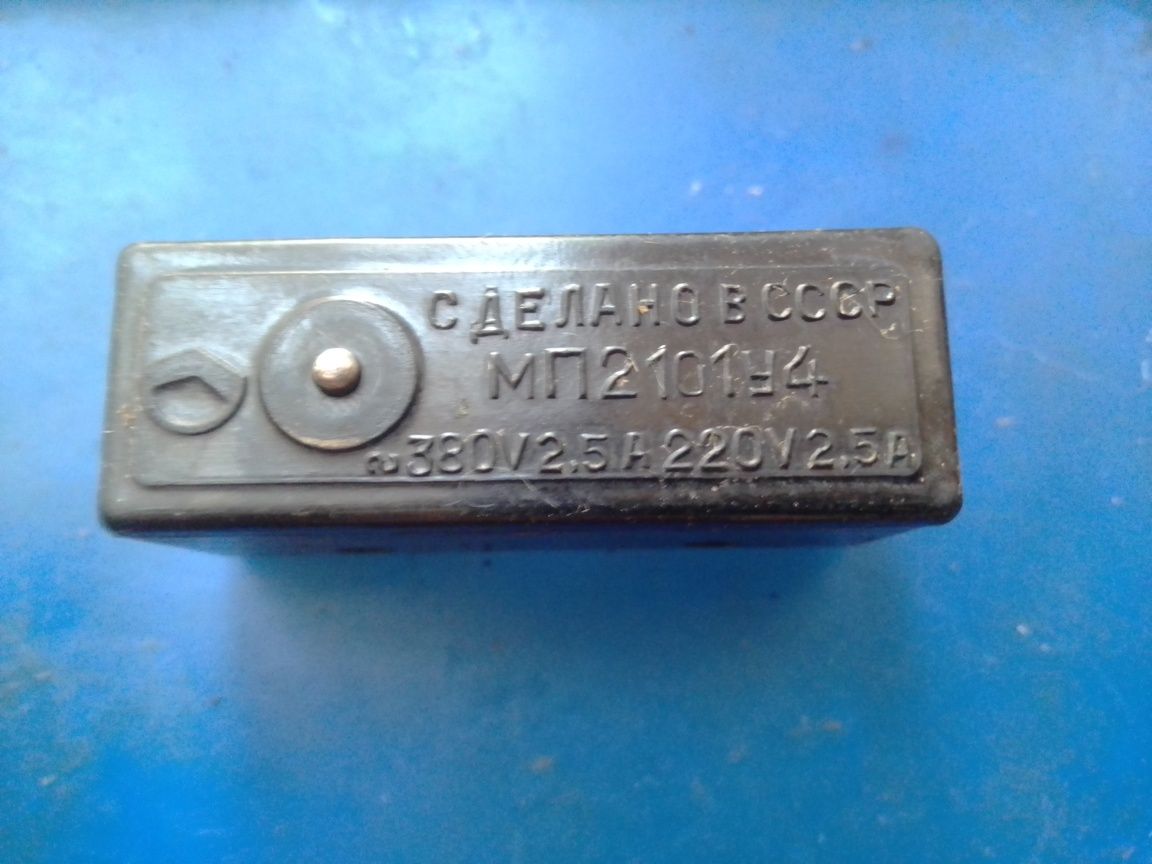 СДЕЛАНО В СССР
МП2101У4
~380V 2,5A 220V 2,5A